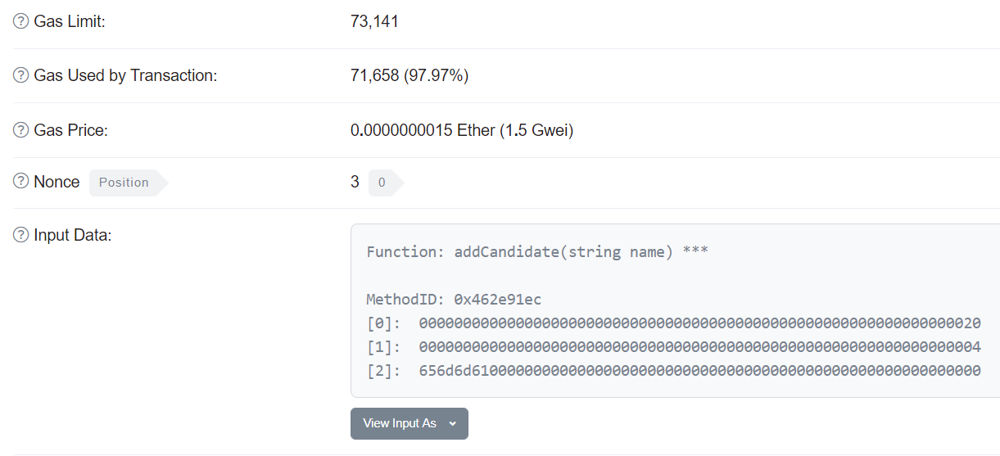 Gas Limit: 73,141
Gas Used by Transaction: 71,658 (97.97%)
Gas Price: 0.0000000015 Ether (1.5 Gwei)
Nonce Position 3 0
Input Data:
Function: addCandidate(string name) ***
MethodID: 0x462e91ec
[0]: 0000000000000000000000000000000000000000000000000000000000000020
[1]: 0000000000000000000000000000000000000000000000000000000000000004
[2]: 656d6d6100000000000000000000000000000000000000000000000000000000
View Input As